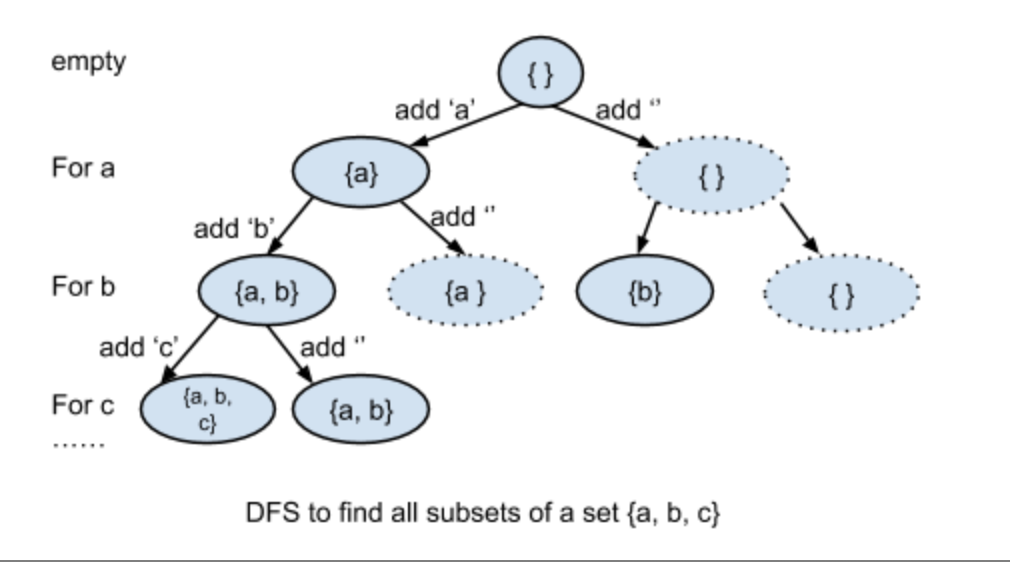 empty
{ }
add ‘a’
add ‘’
For a
{a}
{ }
add ‘b’
add ‘’
For b
{a, b}
{a }
{b}
{ }
add ‘c’
add ‘’
For c
{a, b,
c}
{a, b}
......
DFS to find all subsets of a set {a, b, c}